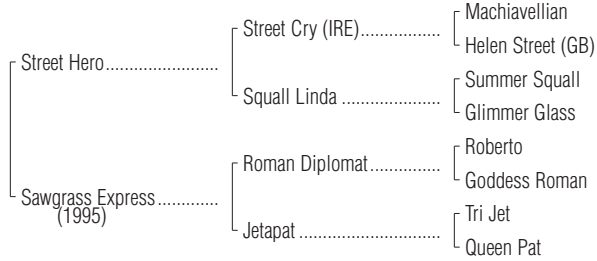 Machiavellian
Street Cry (IRE)..................
Helen Street (GB)
Street Hero.........................
Summer Squall
Squall Linda ......................
Glimmer Glass
Roberto
Roman Diplomat................
Goddess Roman
Sawgrass Express.............
(1995)
Tri Jet
Jetapat ...............................
Queen Pat